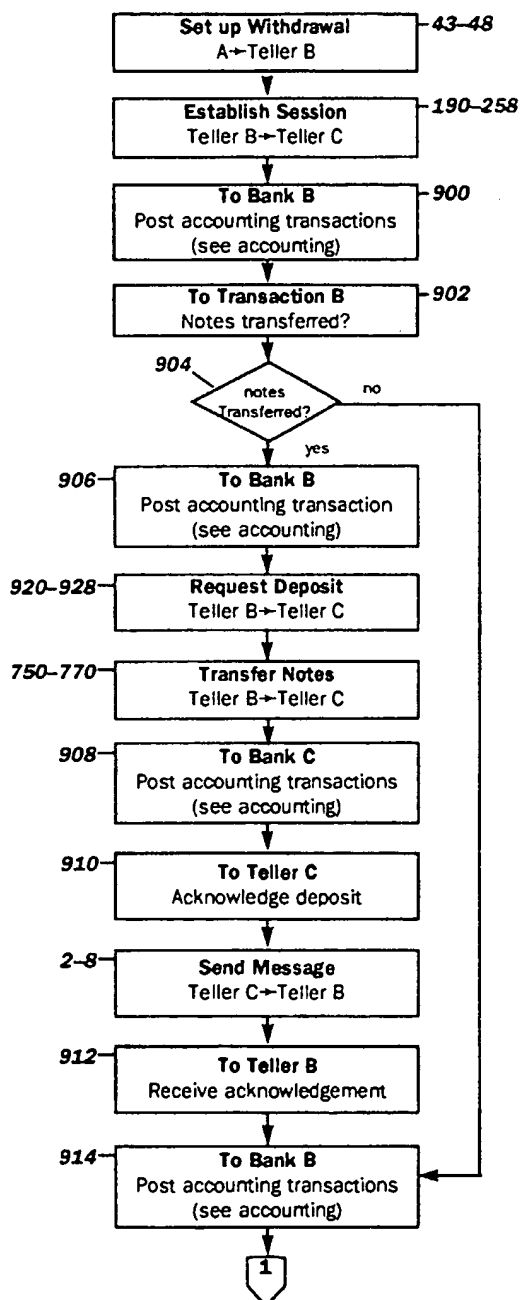 Set up Withdrawal
A→Teller B
43–48
Establish Session
Teller B→Teller C
190–258
To Bank B
Post accounting transactions
(see accounting)
900
To Transaction B
Notes transferred?
902
904
notes
Transferred?
no
yes
906
To Bank B
Post accounting transaction
(see accounting)
920–928
Request Deposit
Teller B→Teller C
750–770
Transfer Notes
Teller B→Teller C
908
To Bank C
Post accounting transactions
(see accounting)
910
To Teller C
Acknowledge deposit
2–8
Send Message
Teller C→Teller B
912
To Teller B
Receive acknowledgement
914
To Bank B
Post accounting transactions
(see accounting)
1